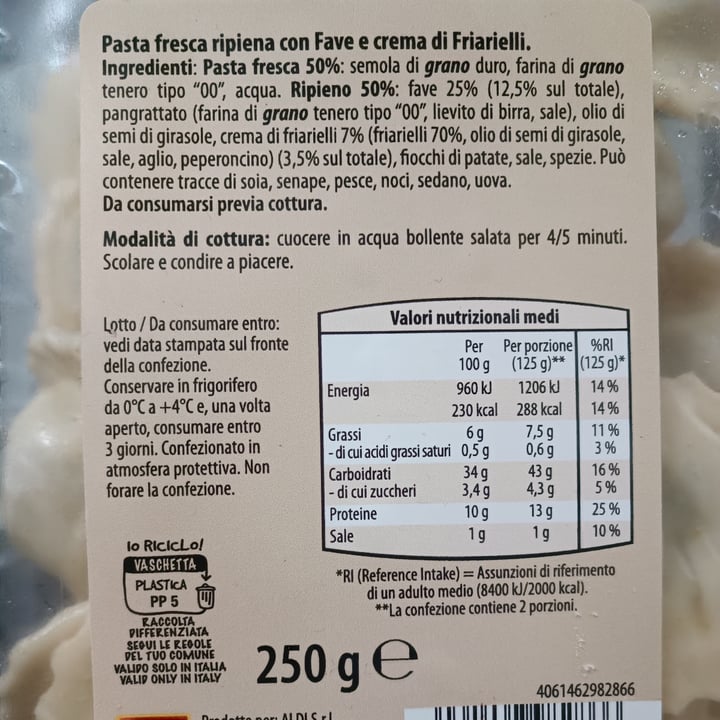 Pasta fresca ripiena con Fave e crema di Friarielli.
Ingredienti: Pasta fresca 50%: semola di grano duro, farina di grano
tenero tipo "00", acqua. Ripieno 50%: fave 25% (12,5% sul totale),
pangrattato (farina di grano tenero tipo "00", lievito di birra, sale), olio di
semi di girasole, crema di friarielli 7% (friarielli 70%, olio di semi di girasole,
sale, aglio, peperoncino) (3,5% sul totale), fiocchi di patate, sale, spezie. Può
contenere tracce di soia, senape, pesce, noci, sedano, uova.
Da consumarsi previa cottura.
Modalità di cottura: cuocere in acqua bollente salata per 4/5 minuti.
Scolare e condire a piacere.
Lotto / Da consumare entro:
vedi data stampata sul fronte
della confezione.
Conservare in frigorifero
da 0°C a +4°C e, una volta
aperto, consumare entro
3 giorni. Confezionato in
atmosfera protettiva. Non
forare la confezione.
Valori nutrizionali medi
Per 100 g Per porzione (125 g)** %RI (125 g)*
Energia 960 kJ 1206 kJ 14 %
230 kcal 288 kcal 14 %
Grassi 6 g 7,5 g 11 %
- di cui acidi grassi saturi 0,5 g 0,6 g 3 %
Carboidrati 34 g 43 g 16 %
- di cui zuccheri 3,4 g 4,3 g 5 %
Proteine 10 g 13 g 25 %
Sale 1 g 1 g 10 %
*RI (Reference Intake) = Assunzioni di riferimento
di un adulto medio (8400 kJ/2000 kcal).
**La confezione contiene 2 porzioni.
Io RIcIcLo!
VASCHETTA
PLASTICA
PP 5
RACCOLTA
DIFFERENZIATA
SEGUI LE REGOLE
DEL TUO COMUNE
VALIDO SOLO IN ITALIA
VALID ONLY IN ITALY
250 g e
4061462982866
Prodotto per: ALDI S.r.l.